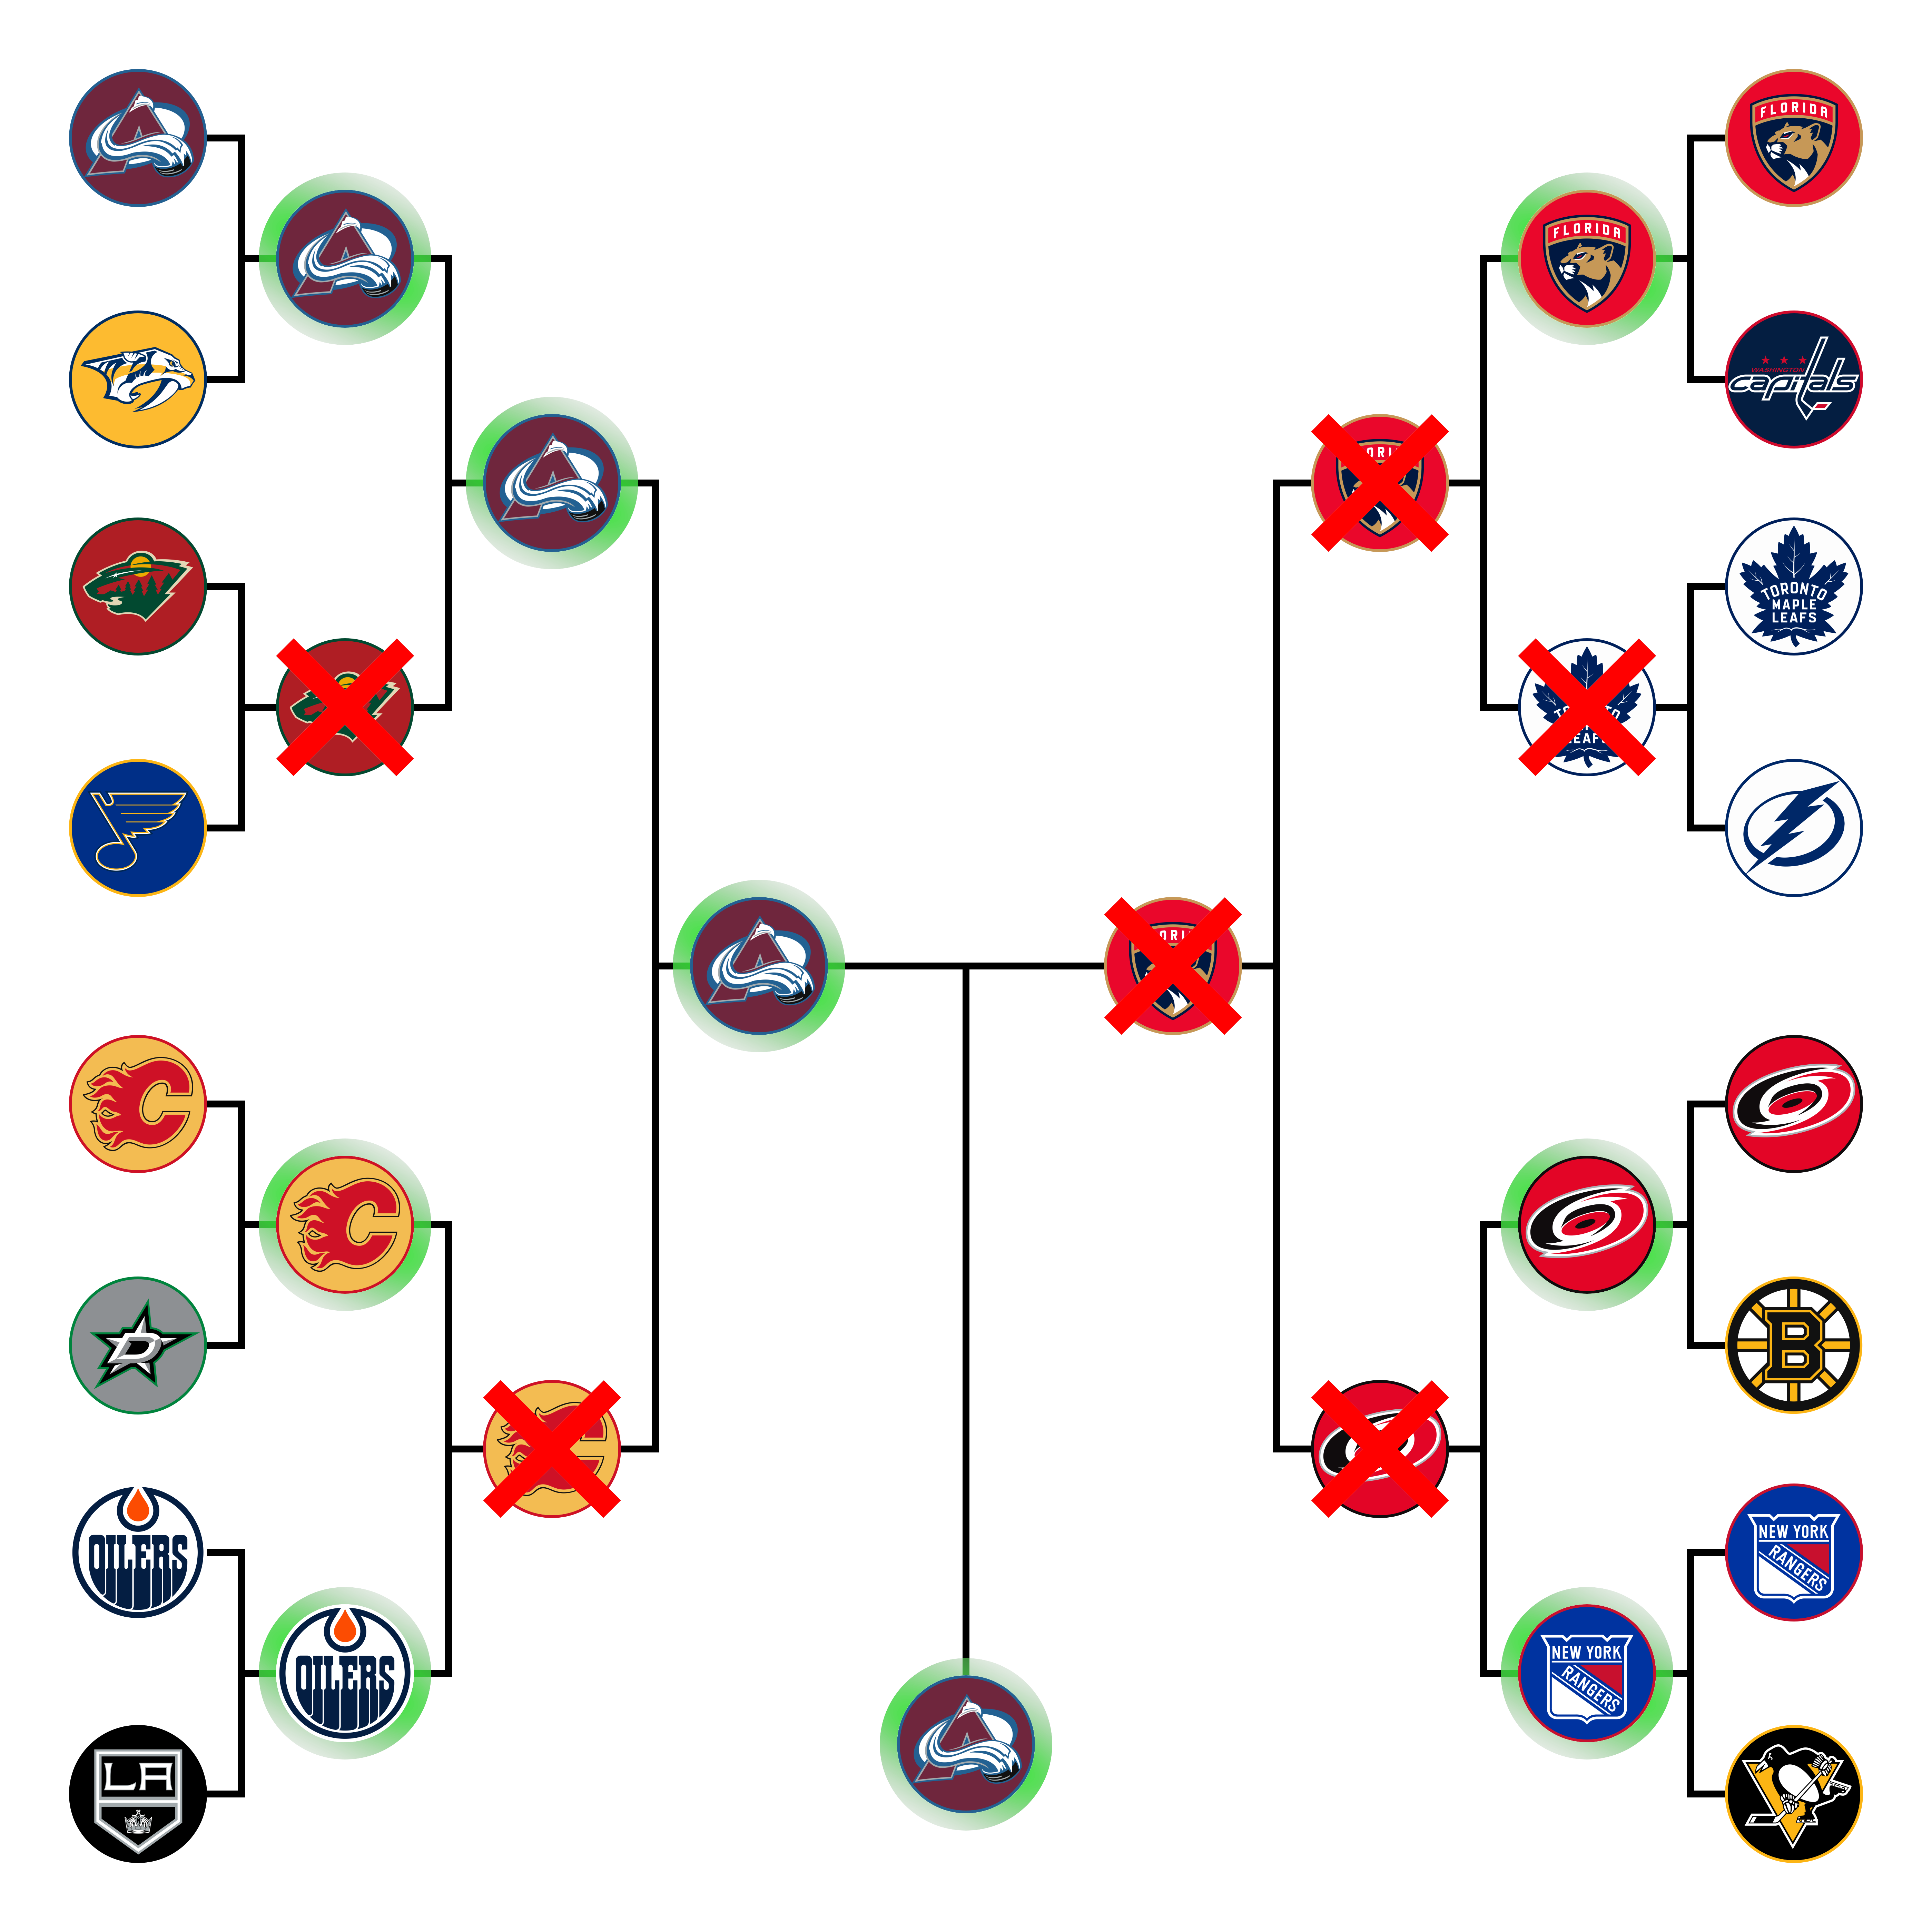 FLORIDA
FLORIDA
WASHINGTON
capitals
TORONTO
MAPLE
LEAFS
C
C
B
D
OILERS
OILERS
NEW YORK
RANGERS
NEW YORK
RANGERS
LA